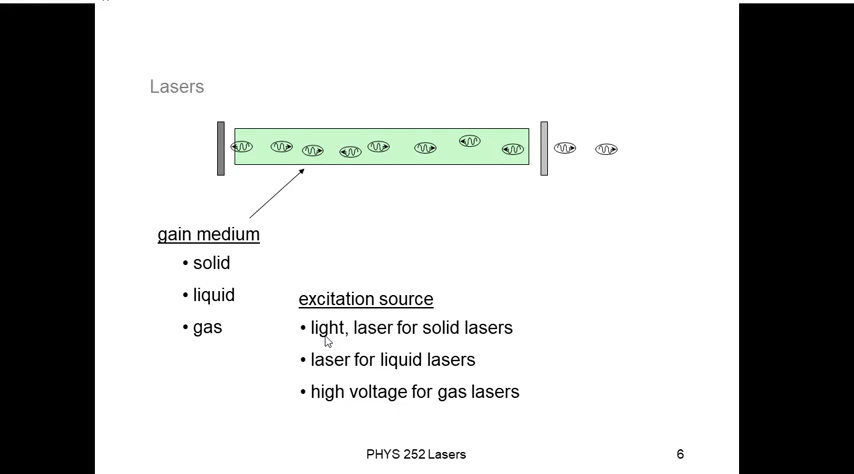 Lasers
gain medium
• solid
• liquid
• gas
excitation source
• light, laser for solid lasers
• laser for liquid lasers
• high voltage for gas lasers
PHYS 252 Lasers
6